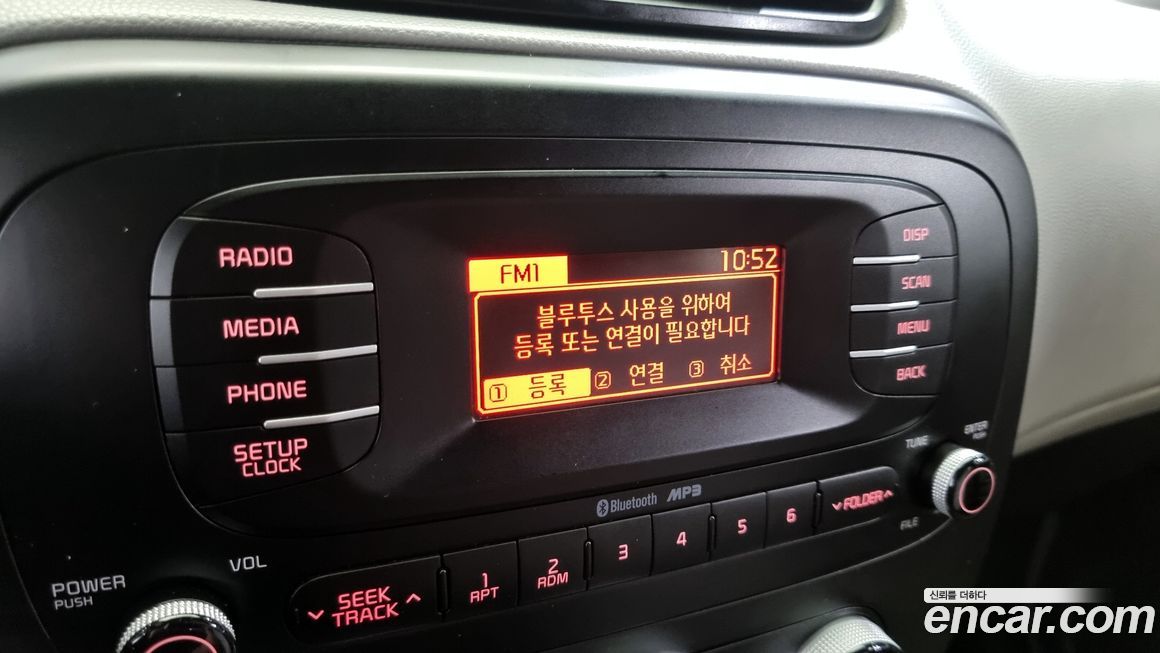 FM1
10:52
블루투스 사용을 위하여
등록 또는 연결이 필요합니다
1 등록
2 연결
3 취소
RADIO
MEDIA
PHONE
SETUP
CLOCK
DISP
SCAN
MENU
BACK
TUNE
ENTER
PUSH
FILE
Bluetooth MP3
VOL
POWER
PUSH
SEEK
TRACK
1
RPT
2
RDM
3
4
5
6
FOLDER
신뢰를 더하다
encar.com